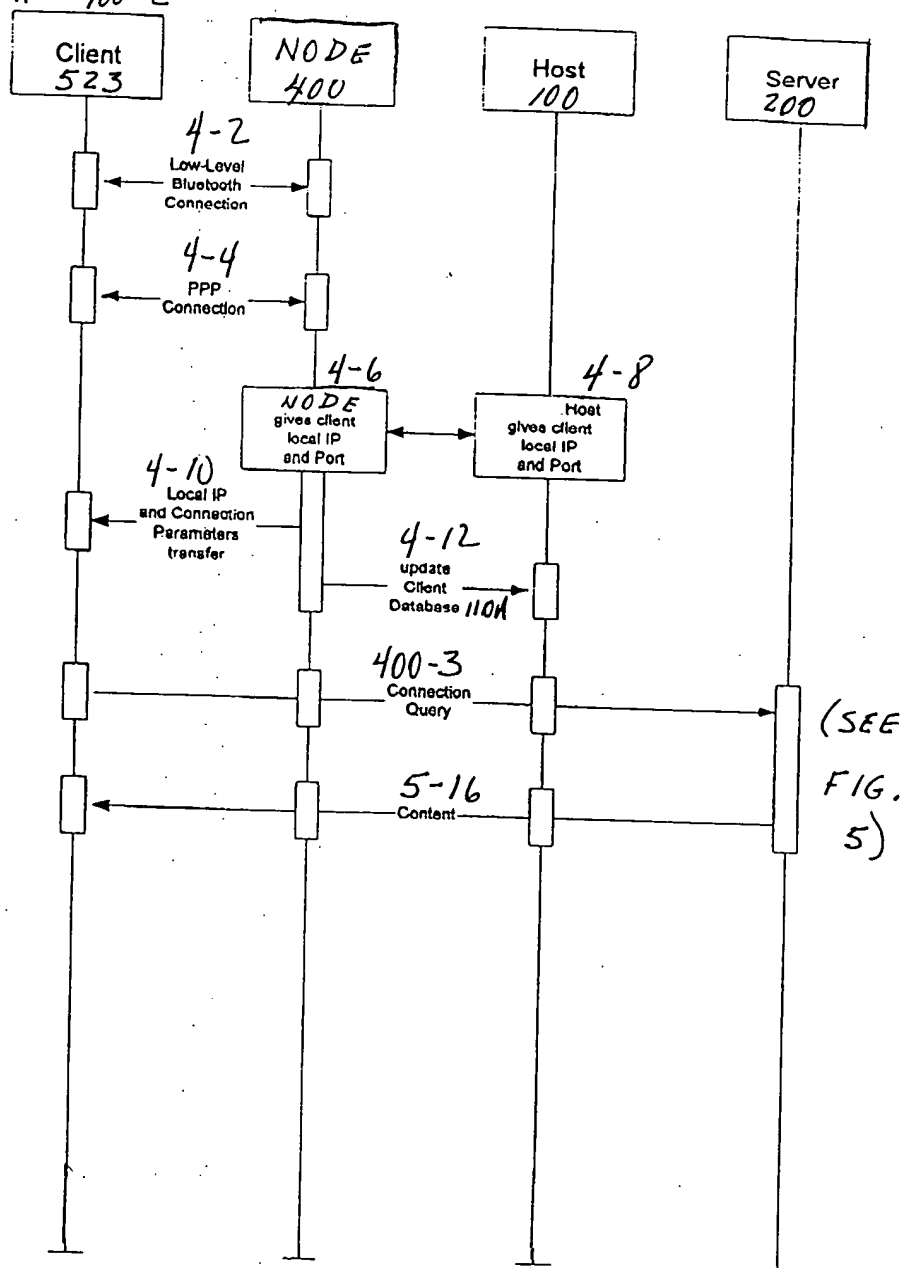 Client
523
NODE
400
Host
100
Server
200
4-2
Low-Level
Bluetooth
Connection
4-4
PPP
Connection
4-6
NODE
gives client
local IP
and Port
4-8
Host
gives client
local IP
and Port
4-10
Local IP
and Connection
Parameters
transfer
4-12
update
Client
Database 110A
400-3
Connection
Query
(SEE
FIG.
5)
5-16
Content